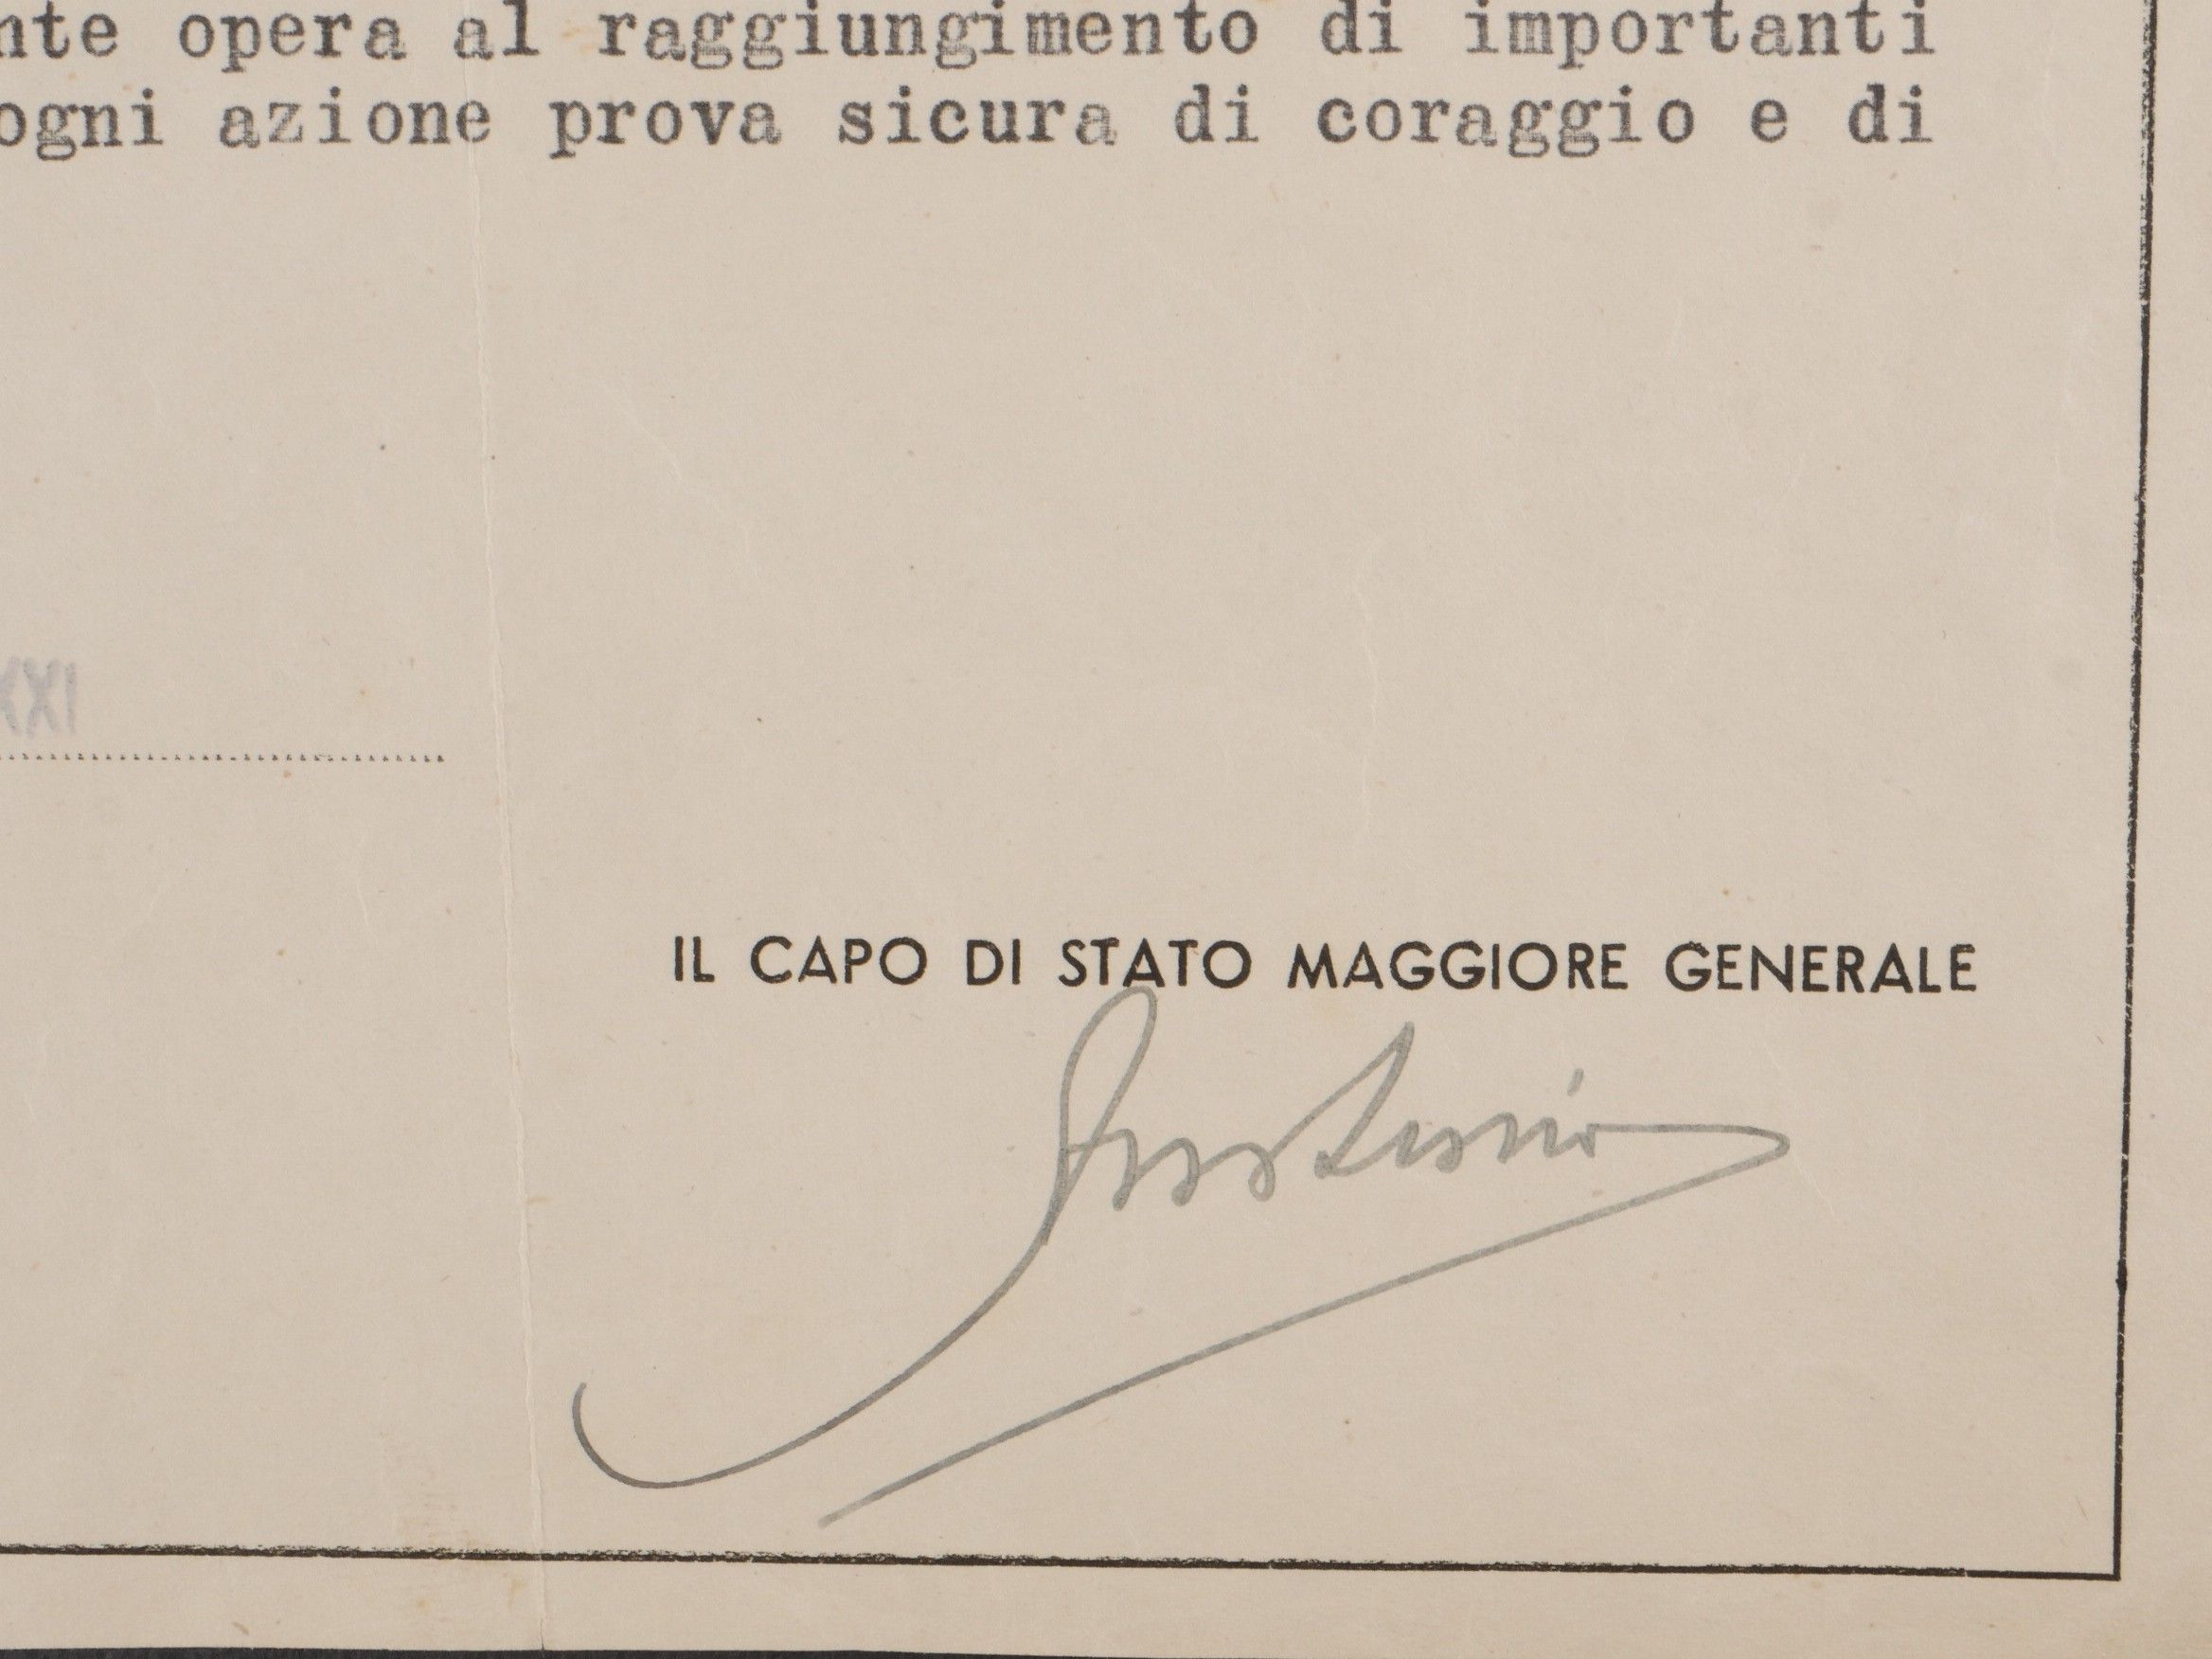 nte opera al raggiungimento di importanti
ogni azione prova sicura di coraggio e di
XXI
IL CAPO DI STATO MAGGIORE GENERALE